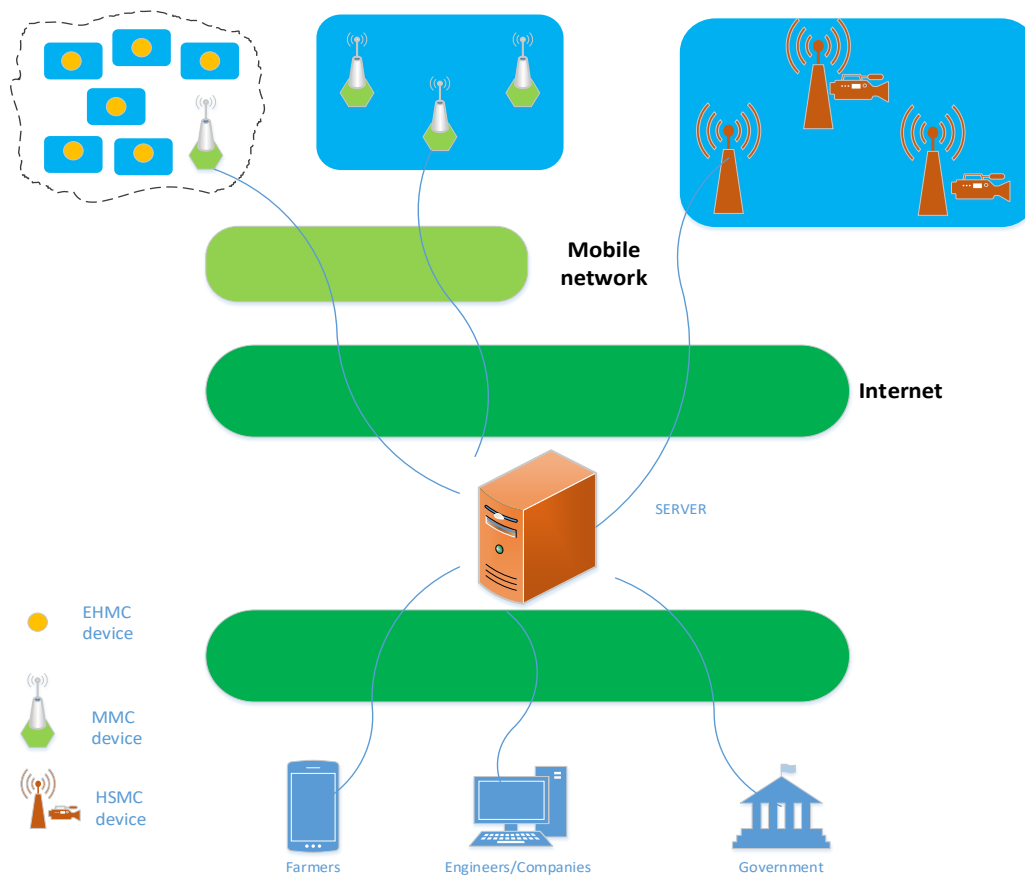 Mobile
network
Internet
SERVER
EHMC
device
MMC
device
HSMC
device
Farmers
Engineers/Companies
Government